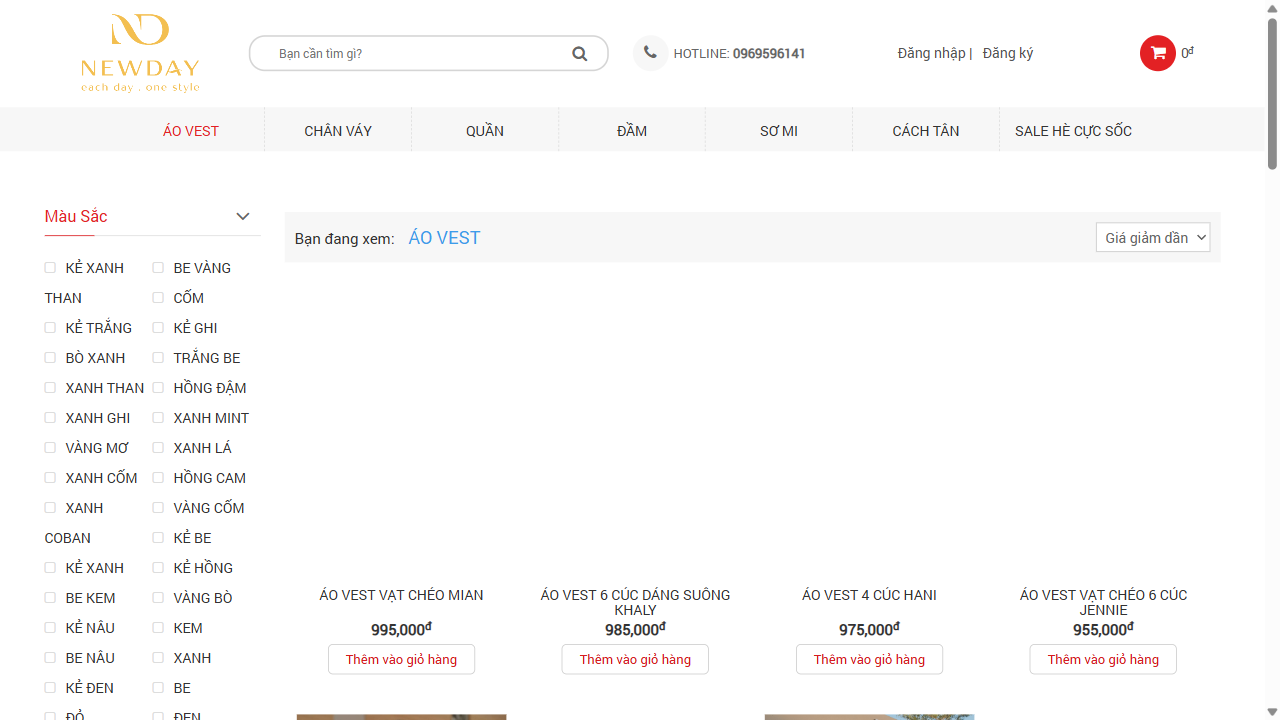 NEWDAY
each day . one style
Bạn cần tìm gì?
HOTLINE: 0969596141
Đăng nhập | Đăng ký
0đ
ÁO VEST
CHÂN VÁY
QUẦN
ĐẦM
SƠ MI
CÁCH TÂN
SALE HÈ CỰC SỐC
Màu Sắc
KẺ XANH THAN
KẺ TRẮNG
BÒ XANH
XANH THAN
XANH GHI
VÀNG MƠ
XANH CỐM
XANH COBAN
KẺ XANH
BE KEM
KẺ NÂU
BE NÂU
KẺ ĐEN
ĐỎ
BE VÀNG
CỐM
KẺ GHI
TRẮNG BE
HỒNG ĐẬM
XANH MINT
XANH LÁ
HỒNG CAM
VÀNG CỐM
KẺ BE
KẺ HỒNG
VÀNG BÒ
KEM
XANH
BE
ĐEN
Bạn đang xem: ÁO VEST
Giá giảm dần
ÁO VEST VẠT CHÉO MIAN
995,000đ
Thêm vào giỏ hàng
ÁO VEST 6 CÚC DÁNG SUÔNG
KHALY
985,000đ
Thêm vào giỏ hàng
ÁO VEST 4 CÚC HANI
975,000đ
Thêm vào giỏ hàng
ÁO VEST VẠT CHÉO 6 CÚC
JENNIE
955,000đ
Thêm vào giỏ hàng